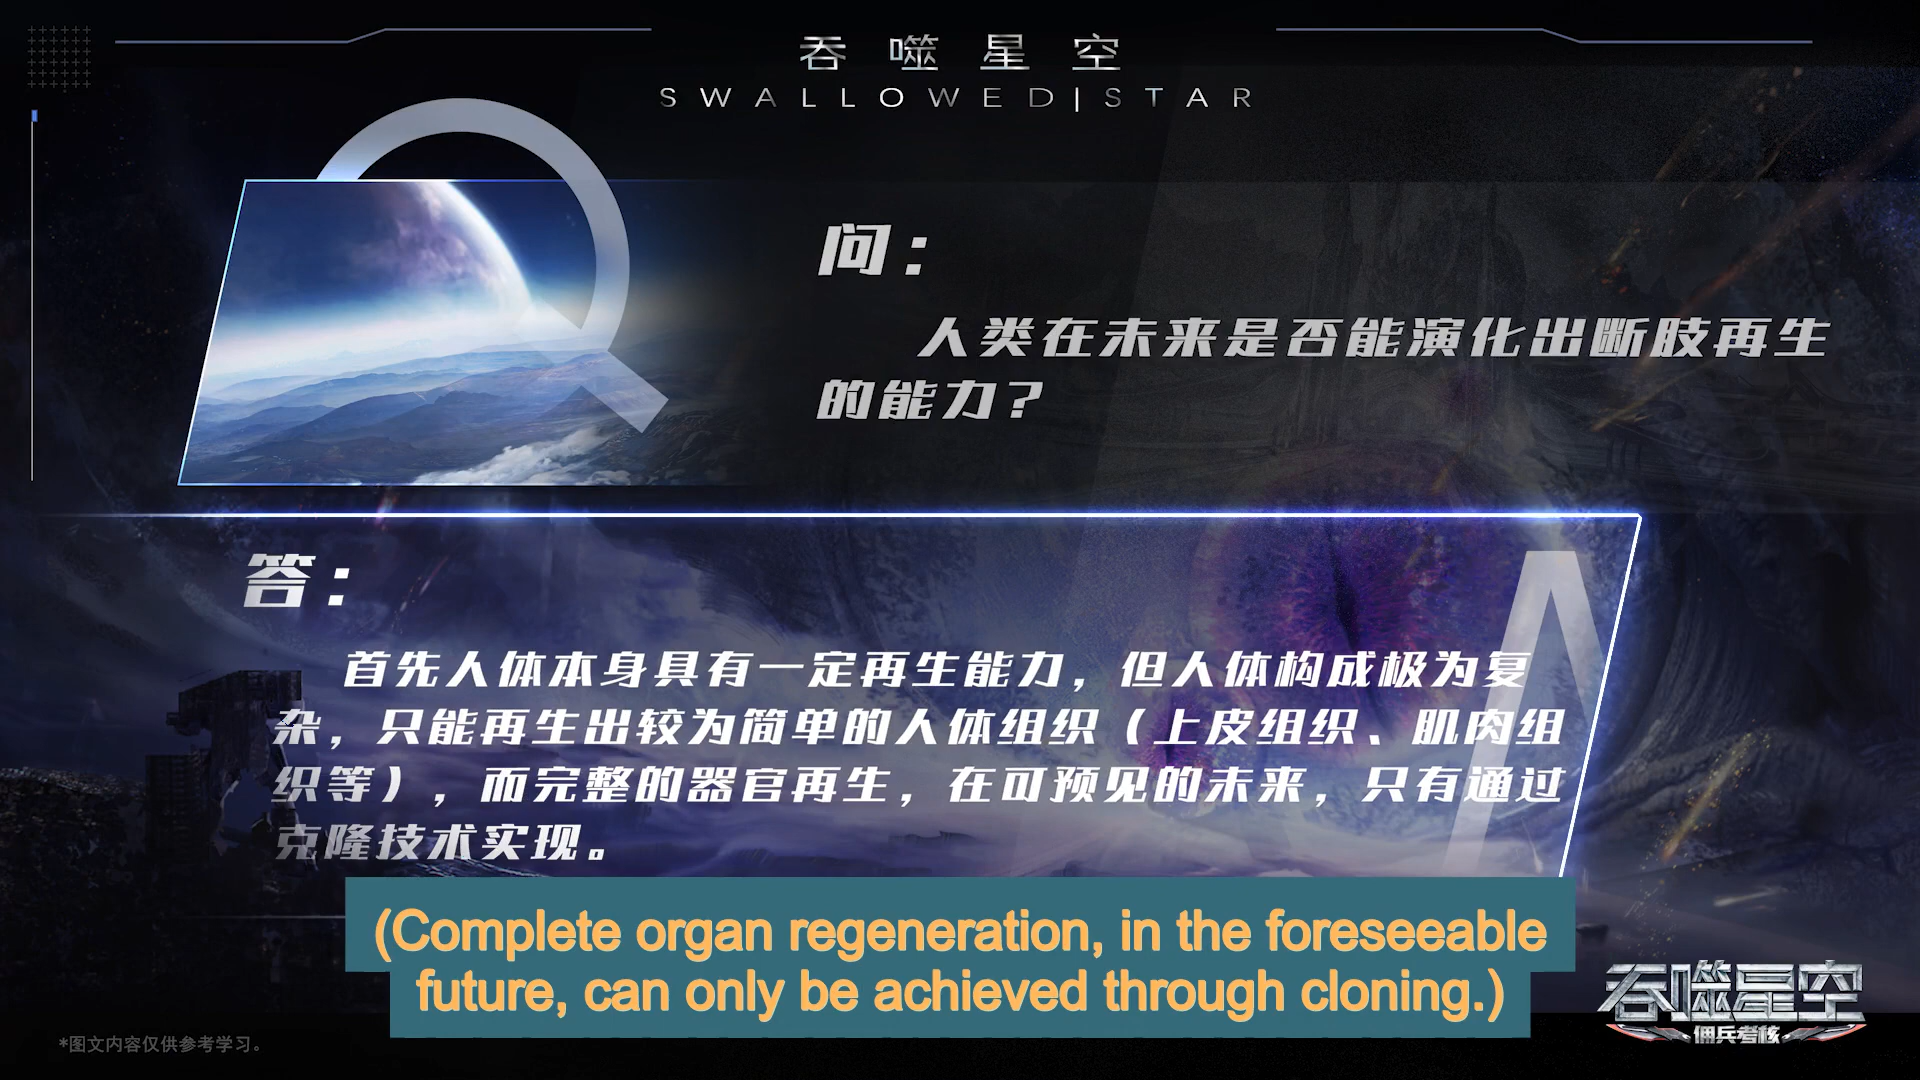 吞噬星空
SWALLOWED|STAR
问：
人类在未来是否能演化出断肢再生
的能力？
答：
首先人体本身具有一定再生能力，但人体构成极为复
杂，只能再生出较为简单的人体组织（上皮组织、肌肉组
织等），而完整的器官再生，在可预见的未来，只有通过
克隆技术实现。
(Complete organ regeneration, in the foreseeable
future, can only be achieved through cloning.)
吞噬星空
佣兵考核
*图文内容仅供参考学习。